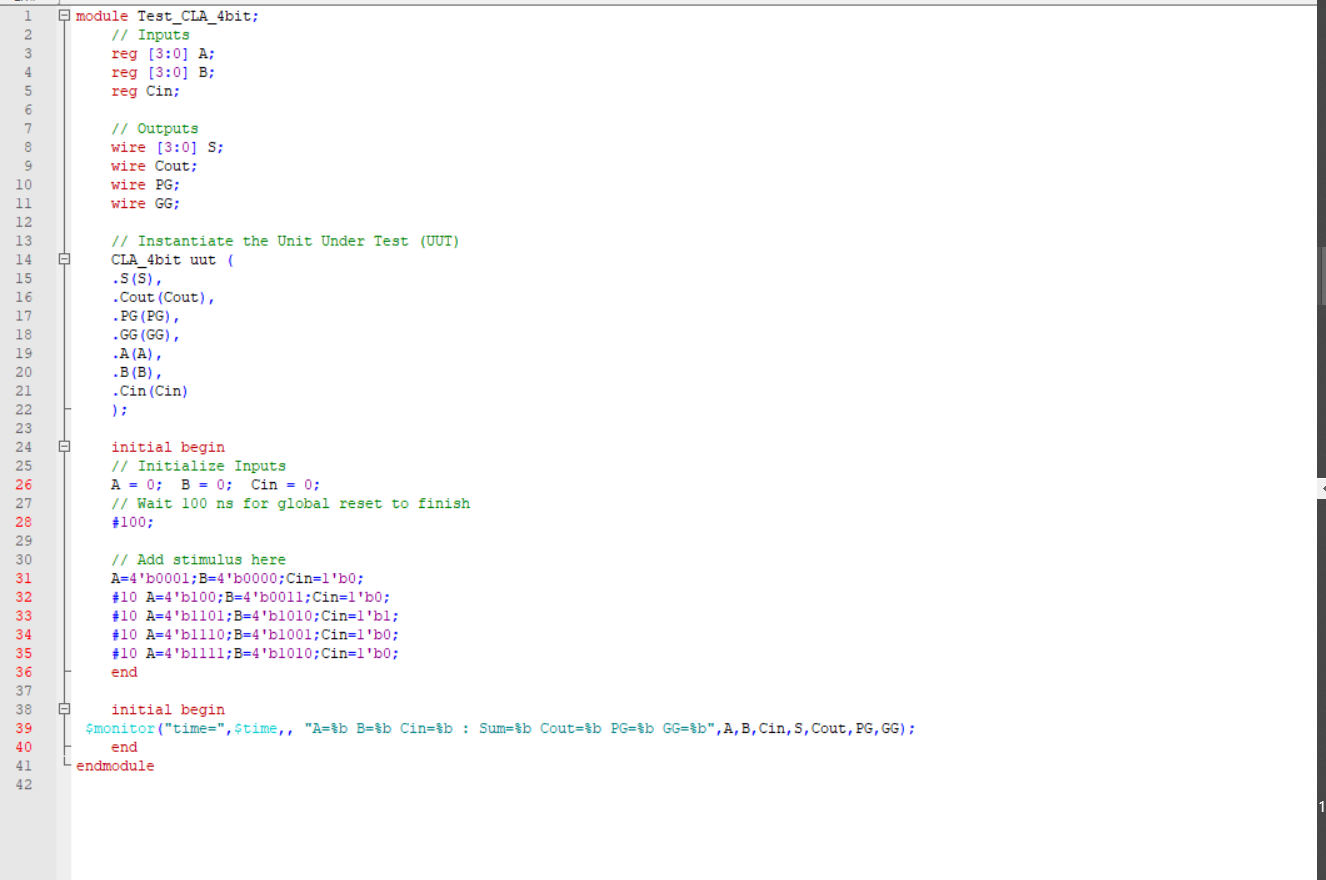 1 module Test_CLA_4bit;
2 // Inputs
3 reg [3:0] A;
4 reg [3:0] B;
5 reg Cin;
6
7 // Outputs
8 wire [3:0] S;
9 wire Cout;
10 wire PG;
11 wire GG;
12
13 // Instantiate the Unit Under Test (UUT)
14 CLA_4bit uut (
15 .S(S),
16 .Cout(Cout),
17 .PG(PG),
18 .GG(GG),
19 .A(A),
20 .B(B),
21 .Cin(Cin)
22 );
23
24 initial begin
25 // Initialize Inputs
26 A = 0;  B = 0;  Cin = 0;
27 // Wait 100 ns for global reset to finish
28 #100;
29
30 // Add stimulus here
31 A=4'b0001;B=4'b0000;Cin=1'b0;
32 #10 A=4'b100;B=4'b0011;Cin=1'b0;
33 #10 A=4'b1101;B=4'b1010;Cin=1'b1;
34 #10 A=4'b1110;B=4'b1001;Cin=1'b0;
35 #10 A=4'b1111;B=4'b1010;Cin=1'b0;
36 end
37
38 initial begin
39 $monitor("time=",$time,, "A=%b B=%b Cin=%b : Sum=%b Cout=%b PG=%b GG=%b",A,B,Cin,S,Cout,PG,GG);
40 end
41 endmodule
42
1